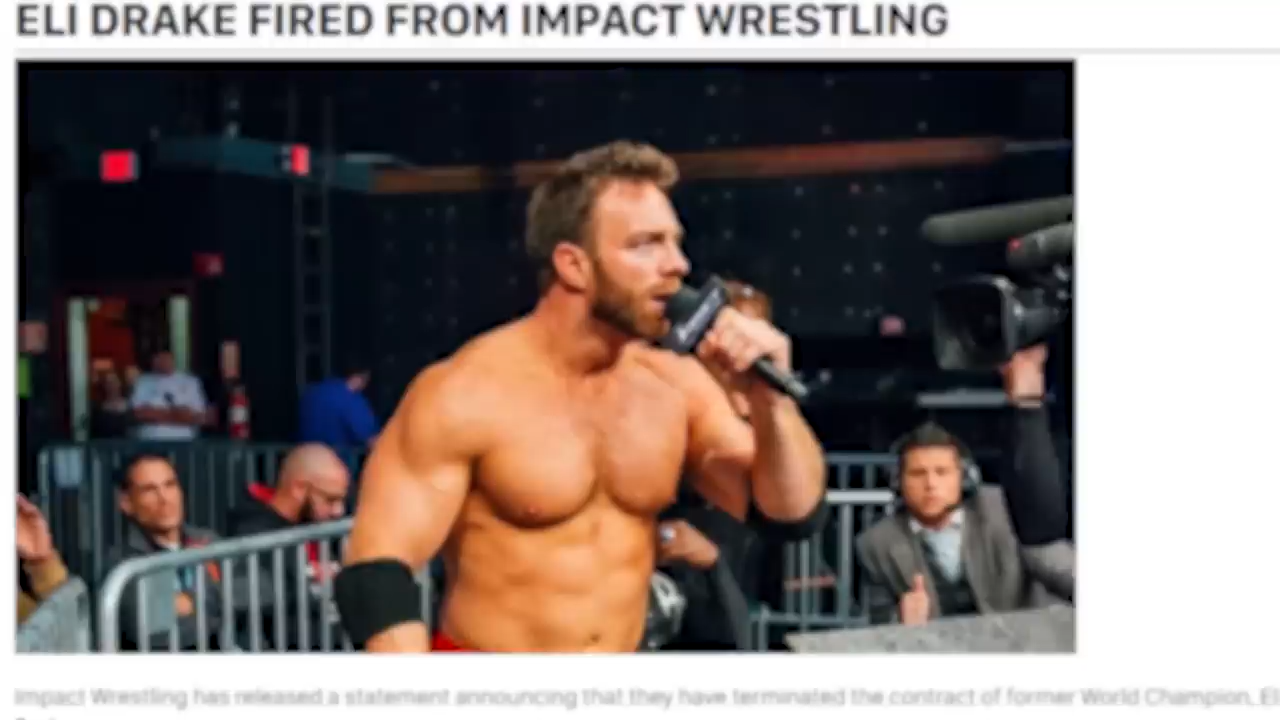 ELI DRAKE FIRED FROM IMPACT WRESTLING
Impact Wrestling has released a statement announcing that they have terminated the contract of former World Champion, Eli